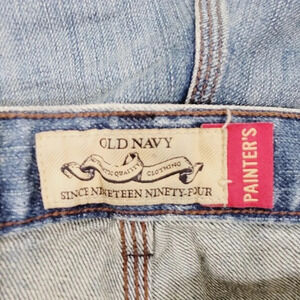 OLD NAVY
QUALITY CLOTHING
SINCE NINETEEN NINETY-FOUR
PAINTER'S